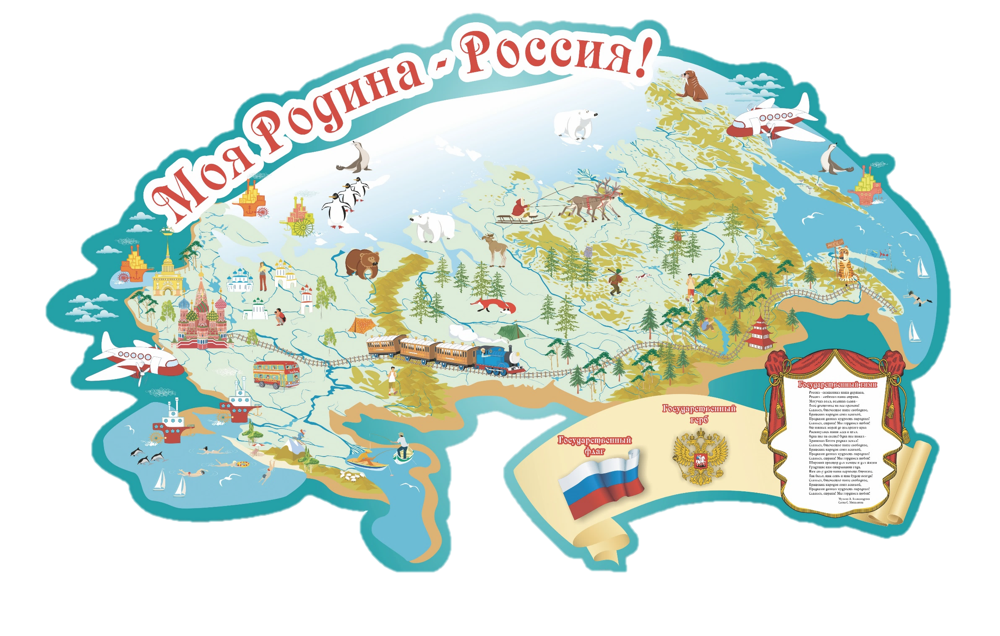 Моя Родина - Россия!
Государственный
флаг
Государственный
герб
Государственный гимн
Россия - священная наша держава,
Россия - любимая наша страна.
Могучая воля, великая слава -
Твоё достоянье на все времена!
Славься, Отечество наше свободное,
Братских народов союз вековой,
Предками данная мудрость народная!
Славься, страна! Мы гордимся тобой!
От южных морей до полярного края
Раскинулись наши леса и поля.
Одна ты на свете! Одна ты такая -
Хранимая Богом родная земля!
Славься, Отечество наше свободное,
Братских народов союз вековой,
Предками данная мудрость народная!
Славься, страна! Мы гордимся тобой!
Широкий простор для мечты и для жизни
Грядущие нам открывают года.
Нам силу даёт наша верность Отчизне.
Так было, так есть и так будет всегда!
Славься, Отечество наше свободное,
Братских народов союз вековой,
Предками данная мудрость народная!
Славься, страна! Мы гордимся тобой!
Музыка А. Александрова
Слова С. Михалкова